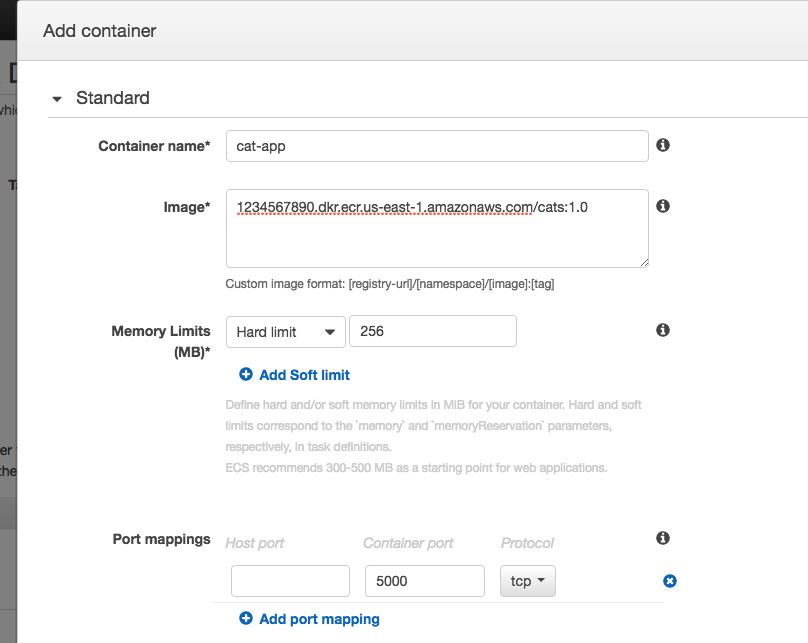 Add container
Standard
Container name*
cat-app
Image*
1234567890.dkr.ecr.us-east-1.amazonaws.com/cats:1.0
Custom image format: [registry-url]/[namespace]/[image]:[tag]
Memory Limits
(MB)*
Hard limit
256
Add Soft limit
Define hard and/or soft memory limits in MiB for your container. Hard and soft
limits correspond to the `memory` and `memoryReservation` parameters,
respectively, in task definitions.
ECS recommends 300-500 MB as a starting point for web applications.
Port mappings
Host port Container port Protocol
5000 tcp
Add port mapping